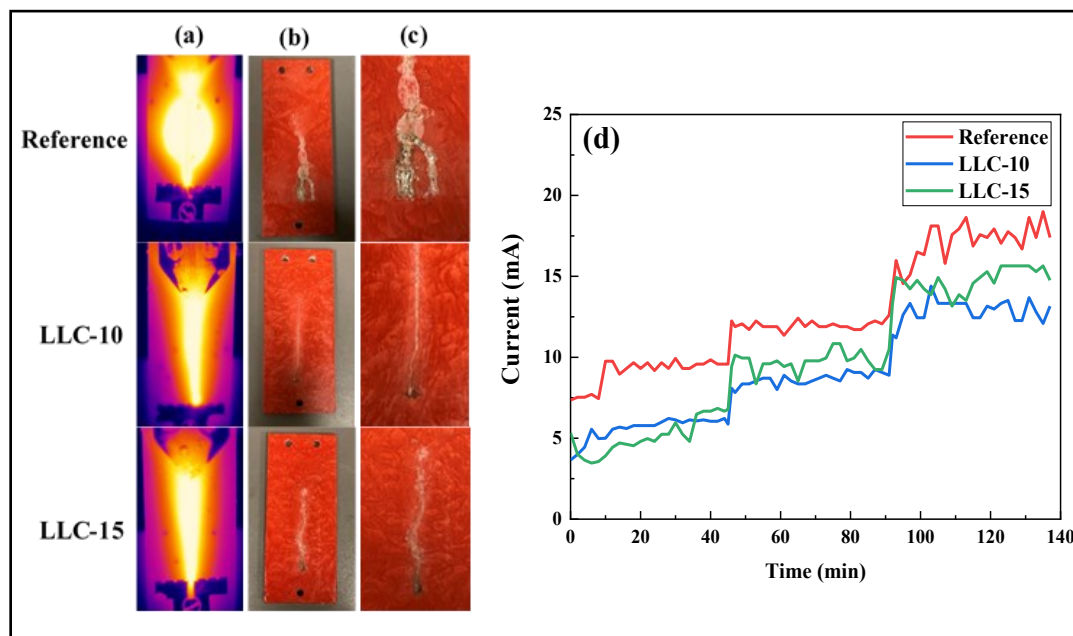 (a) (b) (c)
Reference
LLC-10
LLC-15
(d)
Reference
LLC-10
LLC-15
Current (mA)
25
20
15
10
5
0
0 20 40 60 80 100 120 140
Time (min)